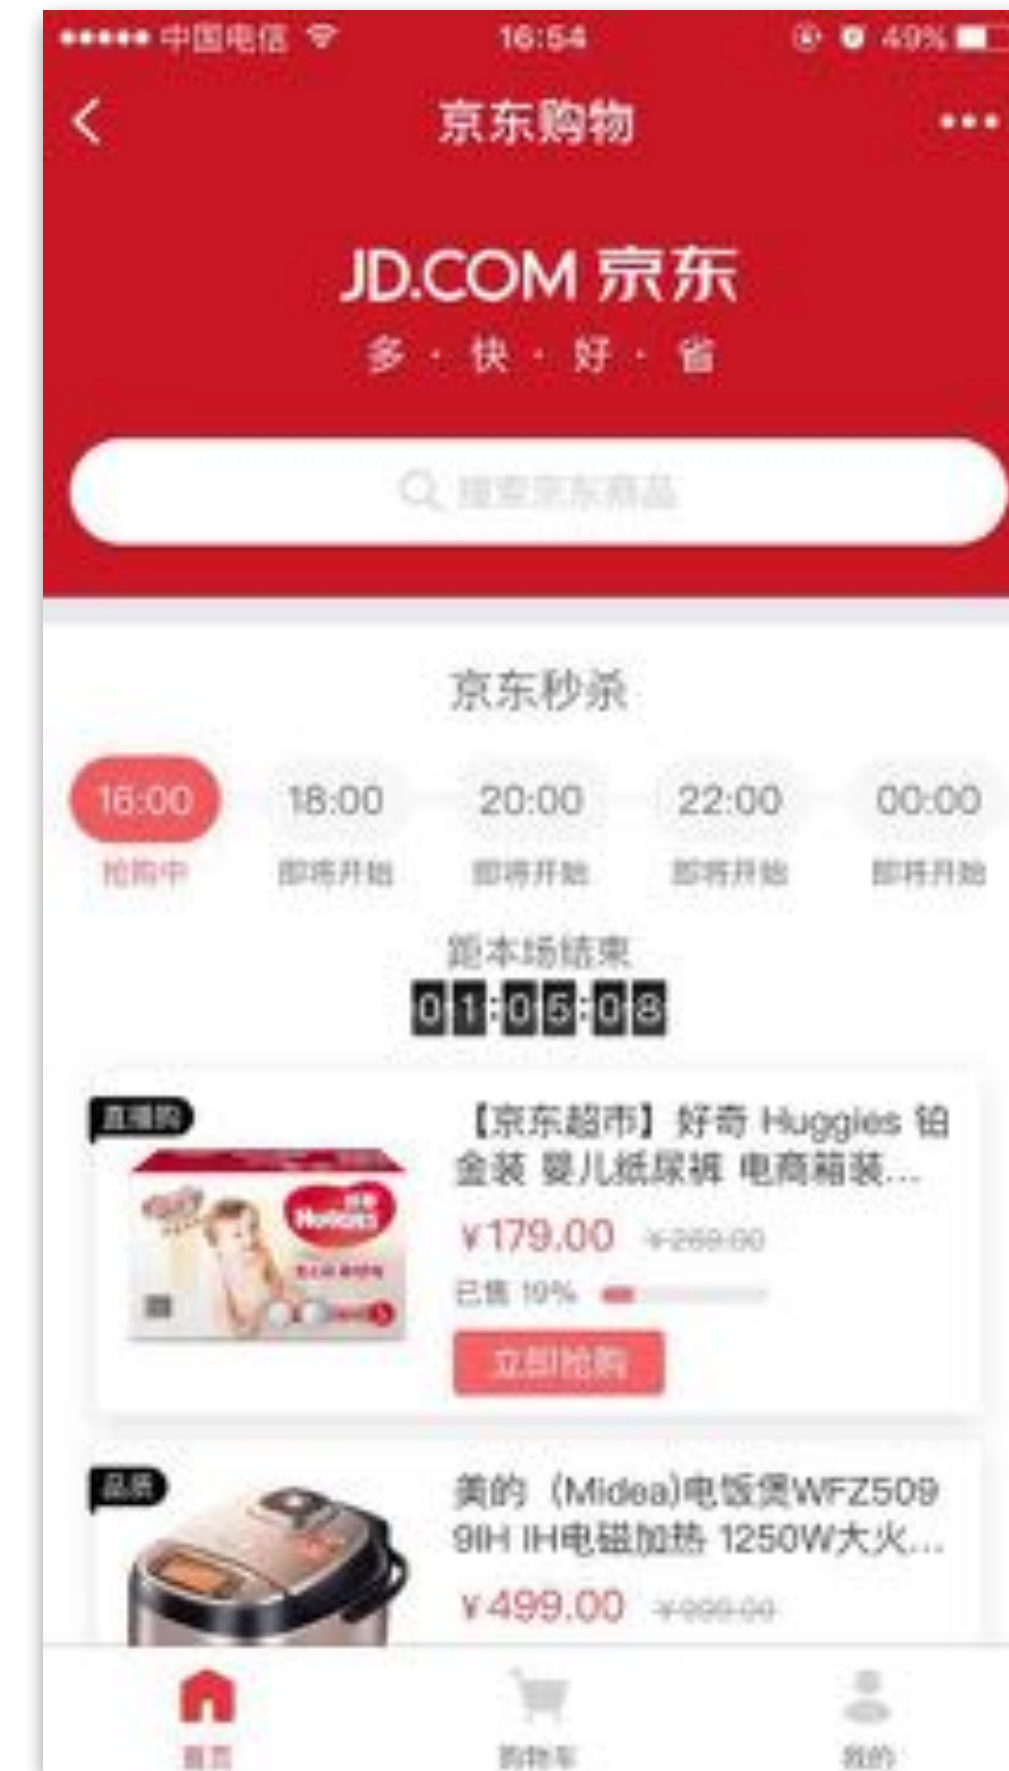 中国电信 16:54 49%
京东购物
JD.COM 京东
多·快·好·省
搜索京东商品
京东秒杀
16:00 18:00 20:00 22:00 00:00
抢购中 即将开始 即将开始 即将开始 即将开始
距本场结束
01:05:08
直播购
【京东超市】好奇 Huggies 铂
金装 婴儿纸尿裤 电商箱装...
¥179.00 ¥269.00
已售 19%
立即抢购
Huggies
品质
美的（Midea)电饭煲WFZ509
9IH IH电磁加热 1250W大火...
¥499.00 ¥999.00
首页 购物车 我的